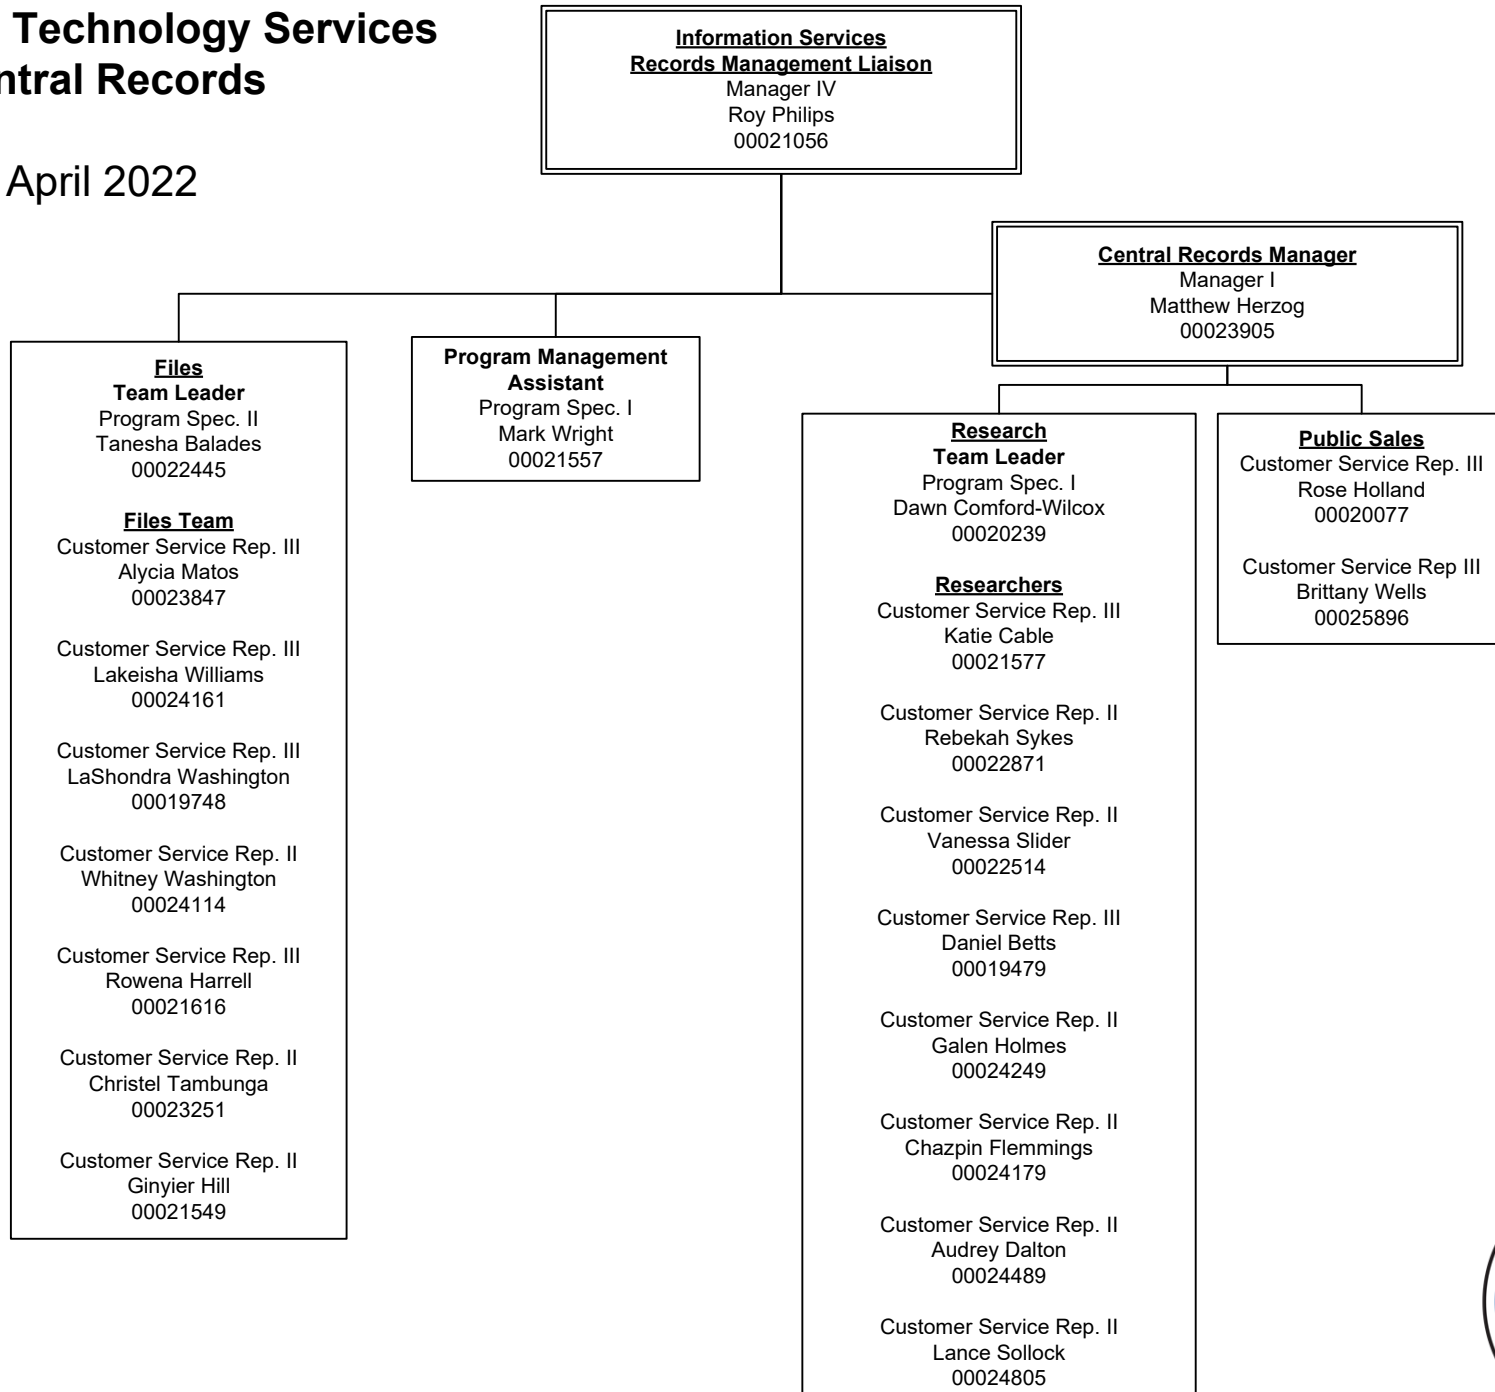 Technology Services
ntral Records
April 2022
Information Services
Records Management Liaison
Manager IV
Roy Philips
00021056
Central Records Manager
Manager I
Matthew Herzog
00023905
Files
Team Leader
Program Spec. II
Tanesha Balades
00022445
Files Team
Customer Service Rep. III
Alycia Matos
00023847
Customer Service Rep. III
Lakeisha Williams
00024161
Customer Service Rep. III
LaShondra Washington
00019748
Customer Service Rep. II
Whitney Washington
00024114
Customer Service Rep. III
Rowena Harrell
00021616
Customer Service Rep. II
Christel Tambunga
00023251
Customer Service Rep. II
Ginyier Hill
00021549
Program Management
Assistant
Program Spec. I
Mark Wright
00021557
Research
Team Leader
Program Spec. I
Dawn Comford-Wilcox
00020239
Researchers
Customer Service Rep. III
Katie Cable
00021577
Customer Service Rep. II
Rebekah Sykes
00022871
Customer Service Rep. II
Vanessa Slider
00022514
Customer Service Rep. III
Daniel Betts
00019479
Customer Service Rep. II
Galen Holmes
00024249
Customer Service Rep. II
Chazpin Flemmings
00024179
Customer Service Rep. II
Audrey Dalton
00024489
Customer Service Rep. II
Lance Sollock
00024805
Public Sales
Customer Service Rep. III
Rose Holland
00020077
Customer Service Rep III
Brittany Wells
00025896